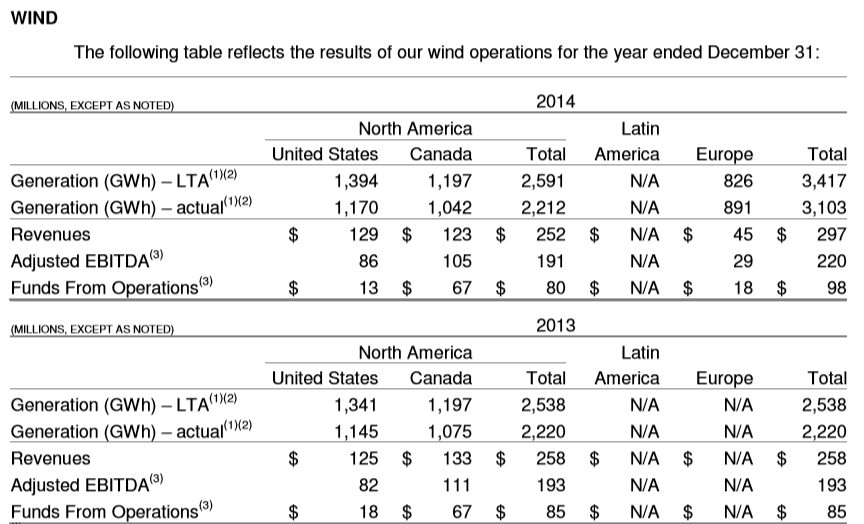 WIND
The following table reflects the results of our wind operations for the year ended December 31:
(MILLIONS, EXCEPT AS NOTED) 2014
North America Latin
United States Canada Total America Europe Total
Generation (GWh) – LTA(1)(2) 1,394 1,197 2,591 N/A 826 3,417
Generation (GWh) – actual(1)(2) 1,170 1,042 2,212 N/A 891 3,103
Revenues $ 129 $ 123 $ 252 $ N/A $ 45 $ 297
Adjusted EBITDA(3) 86 105 191 N/A 29 220
Funds From Operations(3) $ 13 $ 67 $ 80 $ N/A $ 18 $ 98
(MILLIONS, EXCEPT AS NOTED) 2013
North America Latin
United States Canada Total America Europe Total
Generation (GWh) – LTA(1)(2) 1,341 1,197 2,538 N/A N/A 2,538
Generation (GWh) – actual(1)(2) 1,145 1,075 2,220 N/A N/A 2,220
Revenues $ 125 $ 133 $ 258 $ N/A $ N/A $ 258
Adjusted EBITDA(3) 82 111 193 N/A N/A 193
Funds From Operations(3) $ 18 $ 67 $ 85 $ N/A $ N/A $ 85